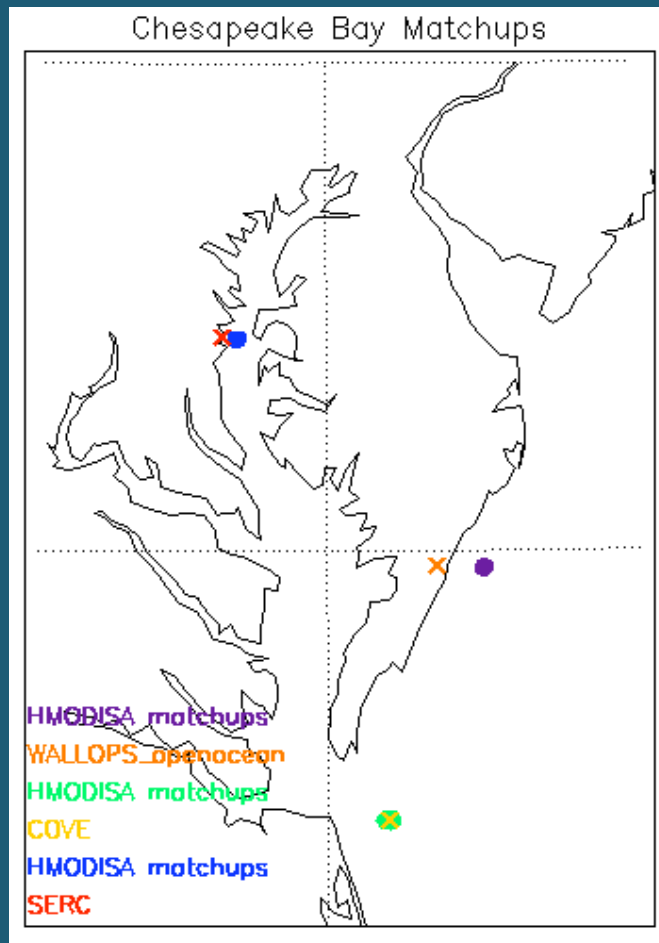 Chesapeake Bay Matchups
HMODISA matchups
WALLOPS_openocean
HMODISA matchups
COVE
HMODISA matchups
SERC